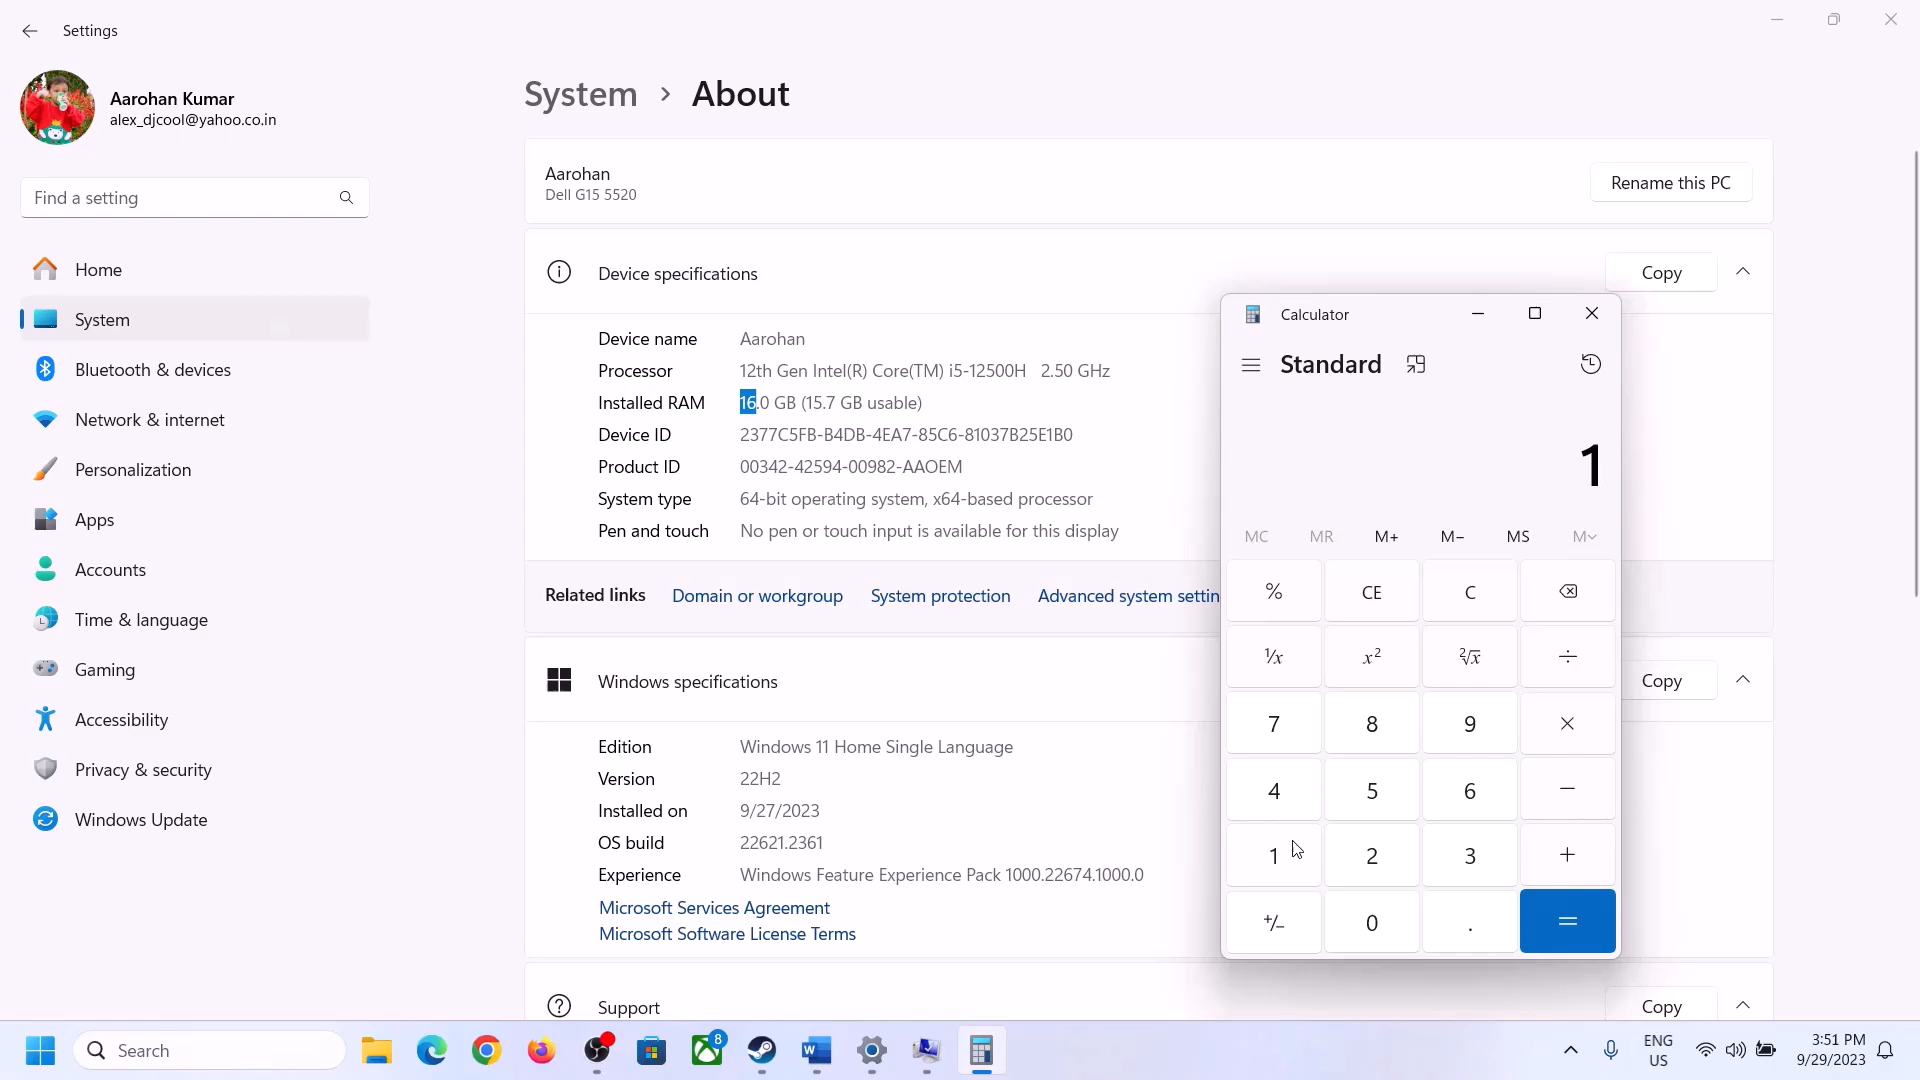 Settings
Aarohan Kumar
alex_djcool@yahoo.co.in
Find a setting
Home
System
Bluetooth & devices
Network & internet
Personalization
Apps
Accounts
Time & language
Gaming
Accessibility
Privacy & security
Windows Update
System > About
Aarohan
Dell G15 5520
Rename this PC
Device specifications
Copy
Device name Aarohan
Processor 12th Gen Intel(R) Core(TM) i5-12500H 2.50 GHz
Installed RAM 16.0 GB (15.7 GB usable)
Device ID 2377C5FB-B4DB-4EA7-85C6-81037B25E1B0
Product ID 00342-42594-00982-AAOEM
System type 64-bit operating system, x64-based processor
Pen and touch No pen or touch input is available for this display
Related links Domain or workgroup System protection Advanced system settin
Windows specifications
Copy
Edition Windows 11 Home Single Language
Version 22H2
Installed on 9/27/2023
OS build 22621.2361
Experience Windows Feature Experience Pack 1000.22674.1000.0
Microsoft Services Agreement
Microsoft Software License Terms
Support
Copy
Calculator
Standard
1
MC MR M+ M− MS M
% CE C
¹/x x² ²√x ÷
7 8 9 ×
4 5 6 −
1 2 3 +
+/− 0 . =
Search
8
ENG
US
3:51 PM
9/29/2023